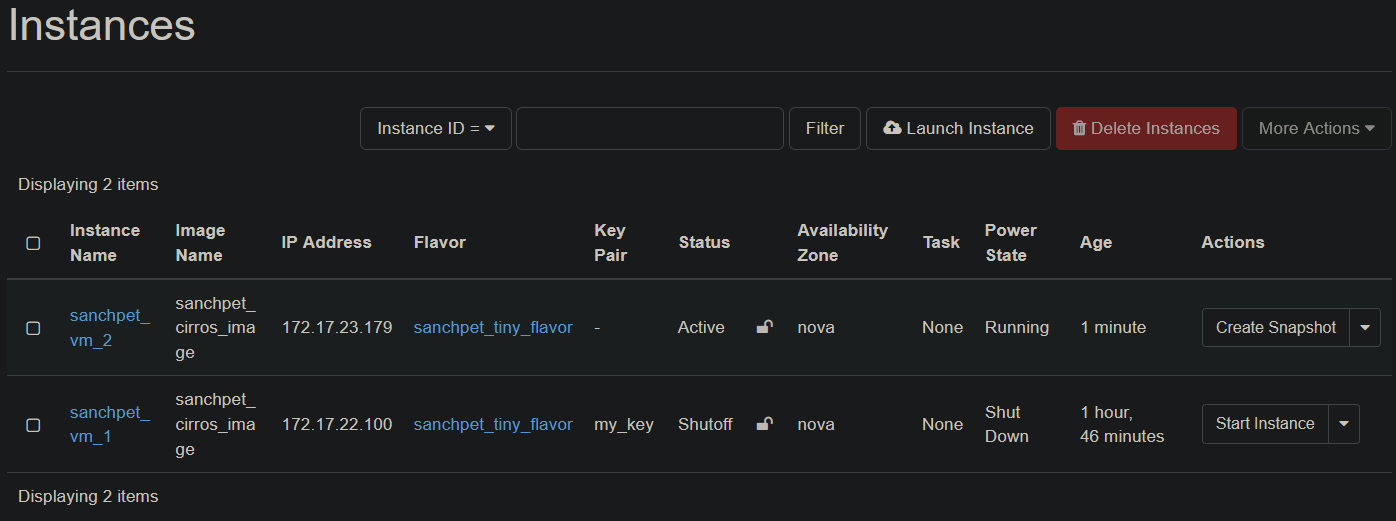 Instances
Instance ID = Filter Launch Instance Delete Instances More Actions
Displaying 2 items
Instance Name Image Name IP Address Flavor Key Pair Status Availability Zone Task Power State Age Actions
sanchpet_vm_2 sanchpet_cirros_image 172.17.23.179 sanchpet_tiny_flavor - Active nova None Running 1 minute Create Snapshot
sanchpet_vm_1 sanchpet_cirros_image 172.17.22.100 sanchpet_tiny_flavor my_key Shutoff nova None Shut Down 1 hour, 46 minutes Start Instance
Displaying 2 items